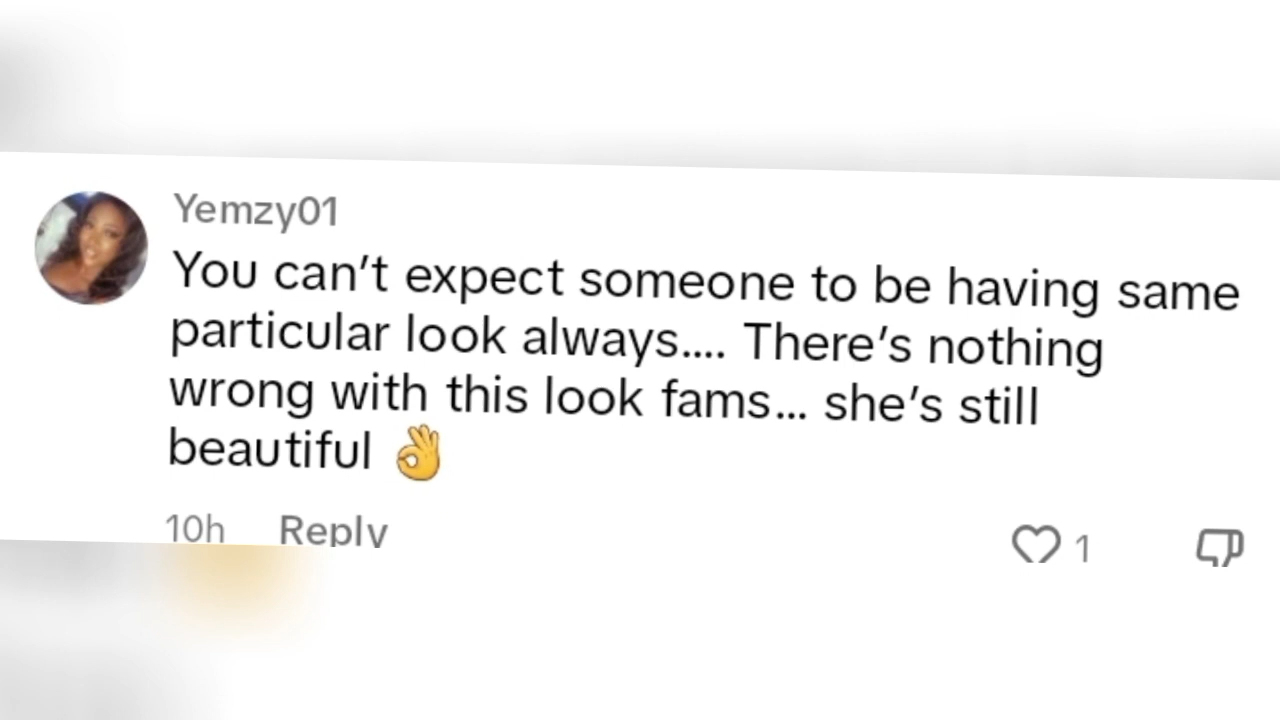 Yemzy01
You can't expect someone to be having same
particular look always.... There's nothing
wrong with this look fams... she's still
beautiful 👌
10h Reply 1